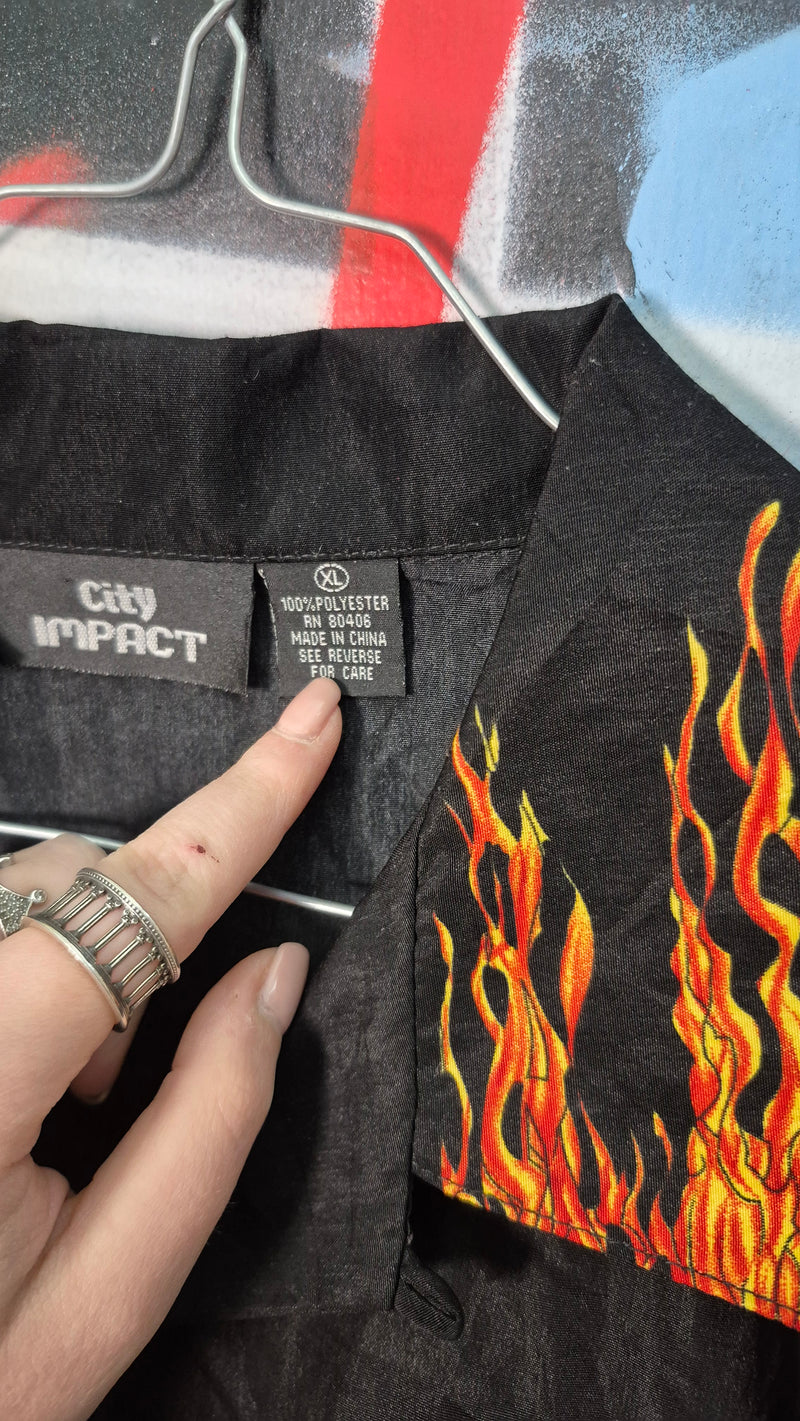 City
IMPACT
XL
100%POLYESTER
RN 80406
MADE IN CHINA
SEE REVERSE
FOR CARE